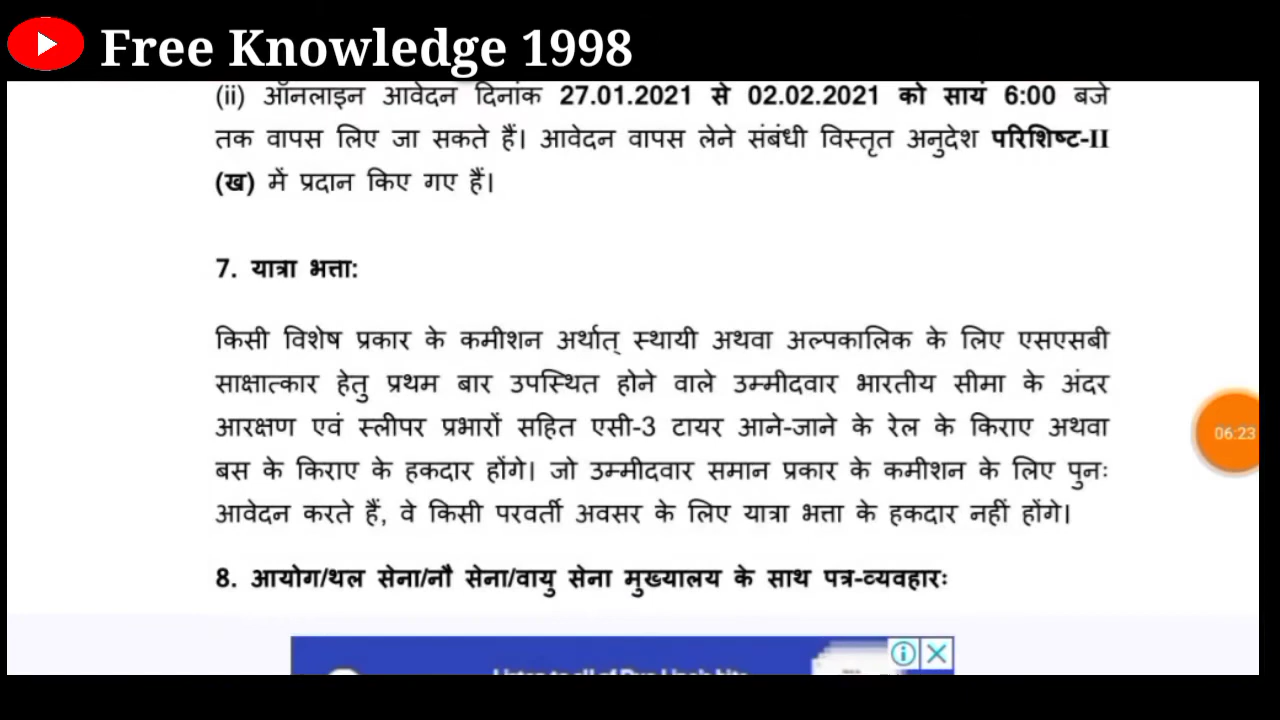 Free Knowledge 1998
(ii) ऑनलाइन आवेदन दिनांक 27.01.2021 से 02.02.2021 को सायं 6:00 बजे
तक वापस लिए जा सकते हैं। आवेदन वापस लेने संबंधी विस्तृत अनुदेश परिशिष्ट-II
(ख) में प्रदान किए गए हैं।
7. यात्रा भत्ता:
किसी विशेष प्रकार के कमीशन अर्थात् स्थायी अथवा अल्पकालिक के लिए एसएसबी
साक्षात्कार हेतु प्रथम बार उपस्थित होने वाले उम्मीदवार भारतीय सीमा के अंदर
आरक्षण एवं स्लीपर प्रभारों सहित एसी-3 टायर आने-जाने के रेल के किराए अथवा
बस के किराए के हकदार होंगे। जो उम्मीदवार समान प्रकार के कमीशन के लिए पुनः
आवेदन करते हैं, वे किसी परवर्ती अवसर के लिए यात्रा भत्ता के हकदार नहीं होंगे।
06:23
8. आयोग/थल सेना/नौ सेना/वायु सेना मुख्यालय के साथ पत्र-व्यवहारः